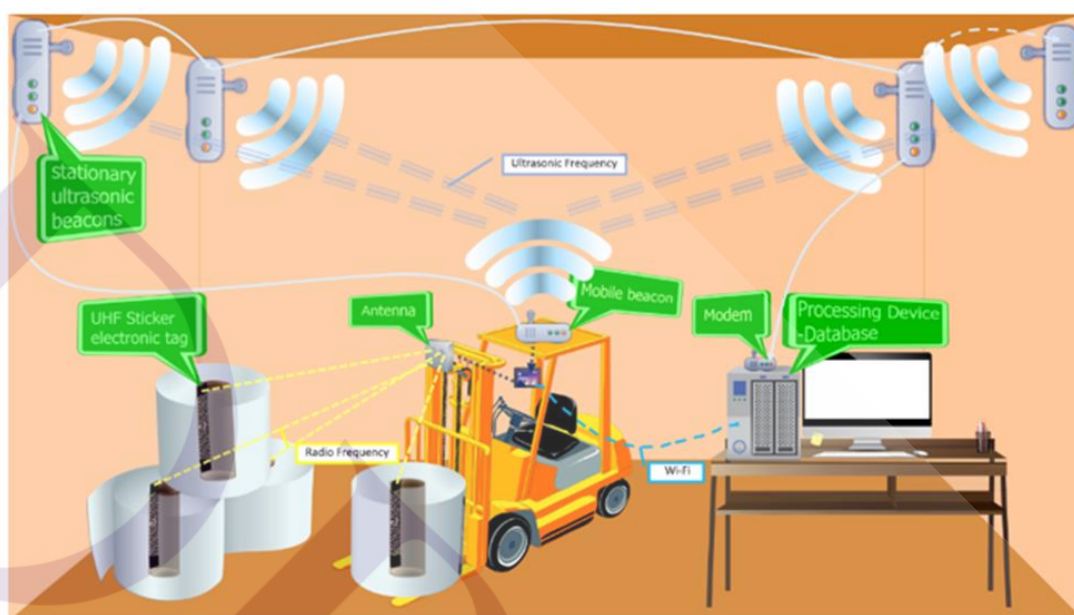 Ultrasonic Frequency
stationary
ultrasonic
beacons
UHF Sticker
electronic tag
Antenna
Mobile beacon
Modem
Processing Device
-Database
Radio Frequency
Wi-Fi